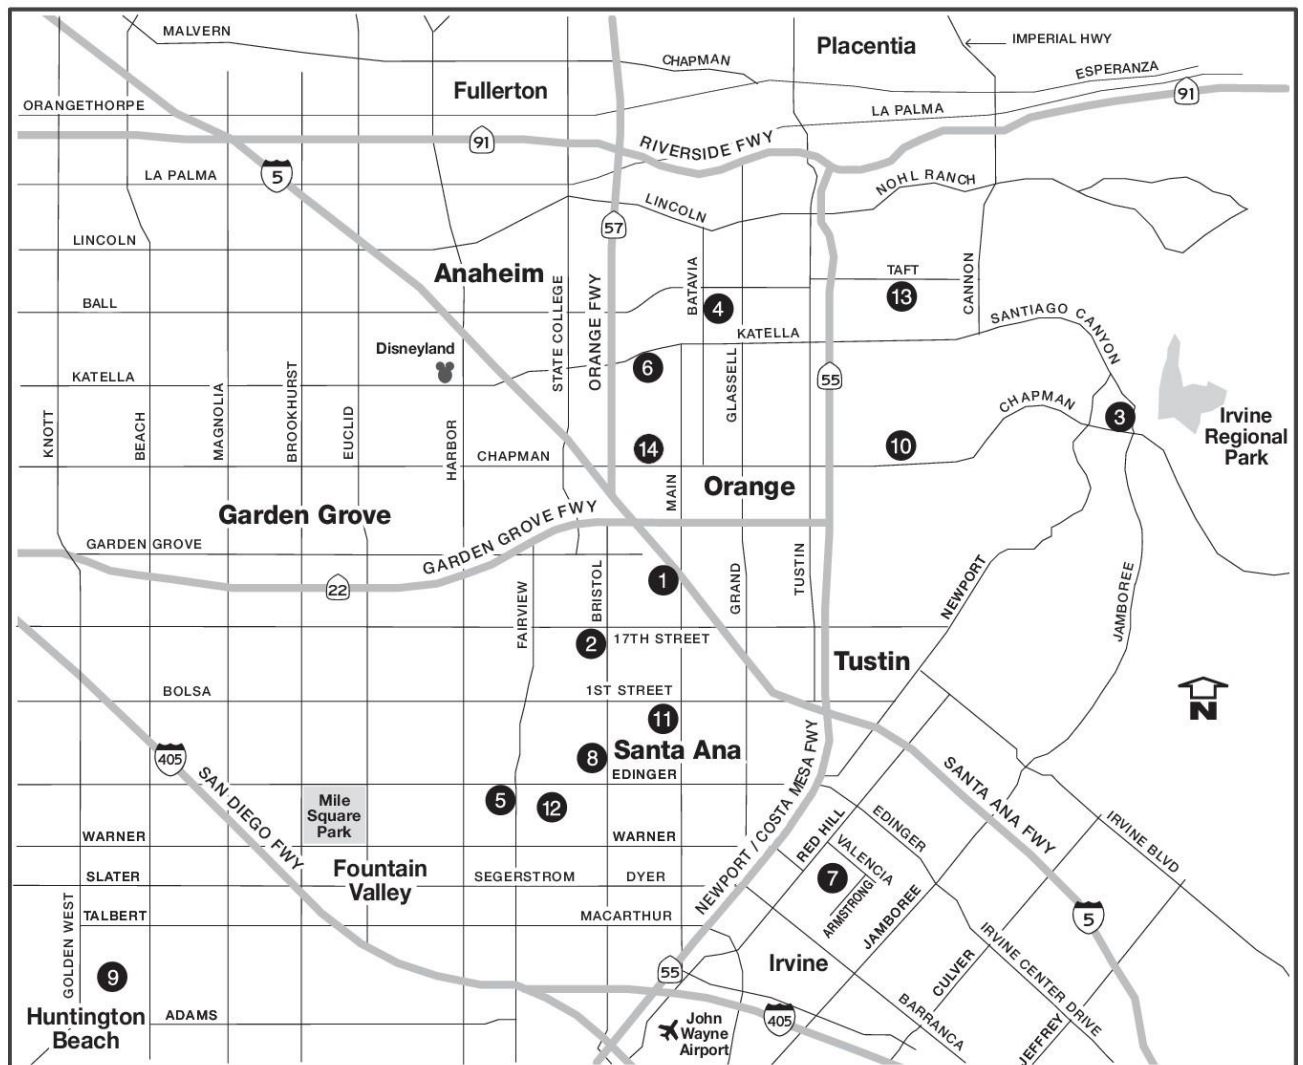 MALVERN
CHAPMAN
Placentia
IMPERIAL HWY
ESPERANZA
91
Fullerton
ORANGETHORPE
LA PALMA
91
RIVERSIDE FWY
LA PALMA
5
NOHL RANCH
LINCOLN
57
LINCOLN
Anaheim
STATE COLLEGE
ORANGE FWY
BATAVIA
4
TAFT
13
CANNON
BALL
SANTIAGO CANYON
KATELLA
Disneyland
6
GLASSELL
55
KATELLA
KNOTT
BEACH
MAGNOLIA
BROOKHURST
EUCLID
HARBOR
CHAPMAN
3
Irvine
Regional
Park
CHAPMAN
14
10
MAIN
Orange
Garden Grove
GARDEN GROVE FWY
GARDEN GROVE
22
FAIRVIEW
BRISTOL
1
GRAND
TUSTIN
NEWPORT
JAMBOREE
2
17TH STREET
Tustin
BOLSA
1ST STREET
11
N
405
SAN DIEGO FWY
8
Santa Ana
EDINGER
NEWPORT / COSTA MESA FWY
SANTA ANA FWY
Mile
Square
Park
5
12
RED HILL
EDINGER
IRVINE BLVD
WARNER
WARNER
VALENCIA
Fountain
Valley
SLATER
SEGERSTROM
DYER
7
ARMSTRONG
JAMBOREE
TALBERT
MACARTHUR
5
GOLDEN WEST
9
55
Irvine
CULVER
IRVINE CENTER DRIVE
Huntington
Beach
ADAMS
John
Wayne
Airport
405
BARRANCA
JEFFREY